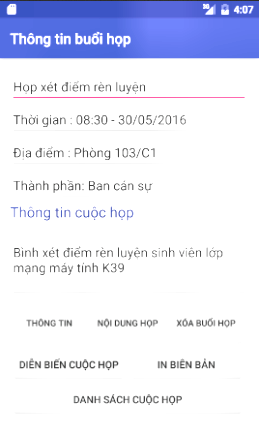 4:07
Thông tin buổi họp
Họp xét điểm rèn luyện
Thời gian : 08:30 - 30/05/2016
Địa điểm : Phòng 103/C1
Thành phần: Ban cán sự
Thông tin cuộc họp
Bình xét điểm rèn luyện sinh viên lớp
mạng máy tính K39
THÔNG TIN NỘI DUNG HỌP XÓA BUỔI HỌP
DIỄN BIẾN CUỘC HỌP IN BIÊN BẢN
DANH SÁCH CUỘC HỌP